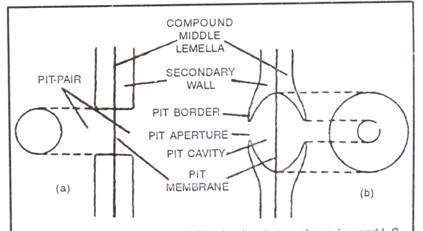 COMPOUND
MIDDLE
LEMELLA
SECONDARY
WALL
PIT-PAIR
PIT BORDER
PIT APERTURE
PIT CAVITY
PIT
MEMBRANE
(a)
(b)